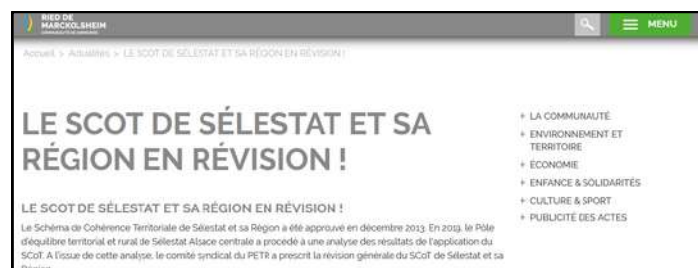 RIED DE
MARCKOLSHEIM
COMMUNAUTÉ DE COMMUNES
MENU
Accueil > Actualités > LE SCOT DE SÉLESTAT ET SA RÉGION EN RÉVISION !
LE SCOT DE SÉLESTAT ET SA
RÉGION EN RÉVISION !
+ LA COMMUNAUTÉ
+ ENVIRONNEMENT ET
TERRITOIRE
+ ÉCONOMIE
+ ENFANCE & SOLIDARITÉS
+ CULTURE & SPORT
+ PUBLICITÉ DES ACTES
LE SCOT DE SÉLESTAT ET SA RÉGION EN RÉVISION !
Le Schéma de Cohérence Territoriale de Sélestat et sa Région a été approuvé en décembre 2013. En 2019, le Pôle
d'équilibre territorial et rural de Sélestat Alsace centrale a procédé à une analyse des résultats de l'application du
SCoT. A l'issue de cette analyse, le comité syndical du PETR a prescrit la révision générale du SCoT de Sélestat et sa
Région.